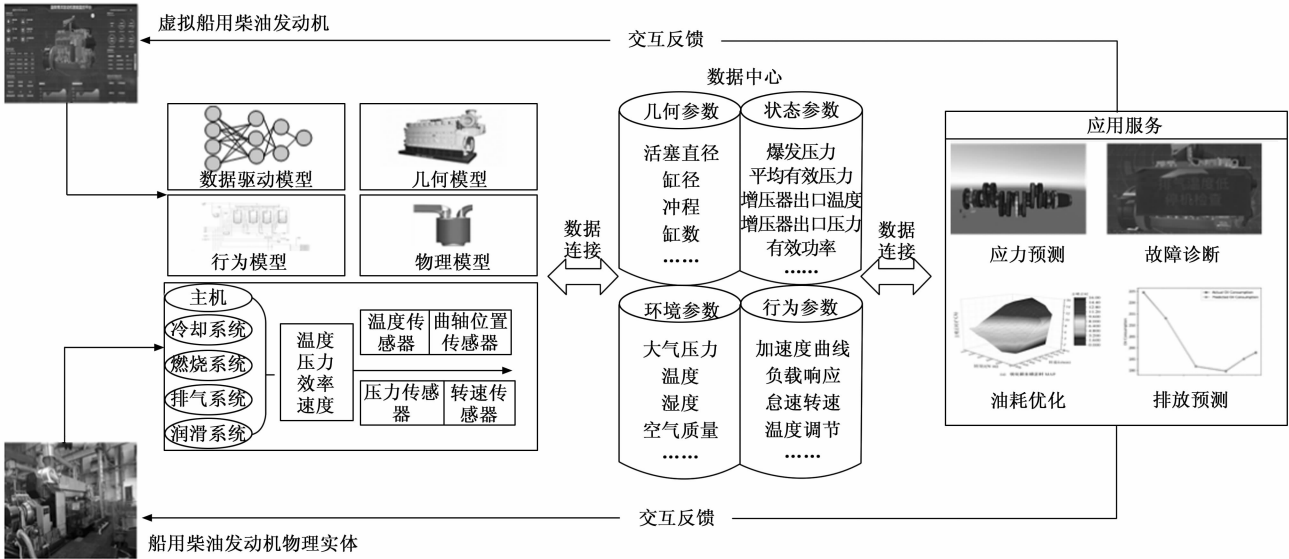 虚拟船用柴油发动机
交互反馈
数据中心
数据驱动模型
几何模型
行为模型
物理模型
主机
冷却系统
燃烧系统
排气系统
润滑系统
温度
压力
效率
速度
温度传
感器
曲轴位置
传感器
压力传感
器
转速传
感器
数据
连接
几何参数
活塞直径
缸径
冲程
缸数
……
状态参数
爆发压力
平均有效压力
增压器出口温度
增压器出口压力
有效功率
……
环境参数
大气压力
温度
湿度
空气质量
……
行为参数
加速度曲线
负载响应
怠速转速
温度调节
……
数据
连接
应用服务
应力预测
故障诊断
油耗优化
排放预测
交互反馈
船用柴油发动机物理实体